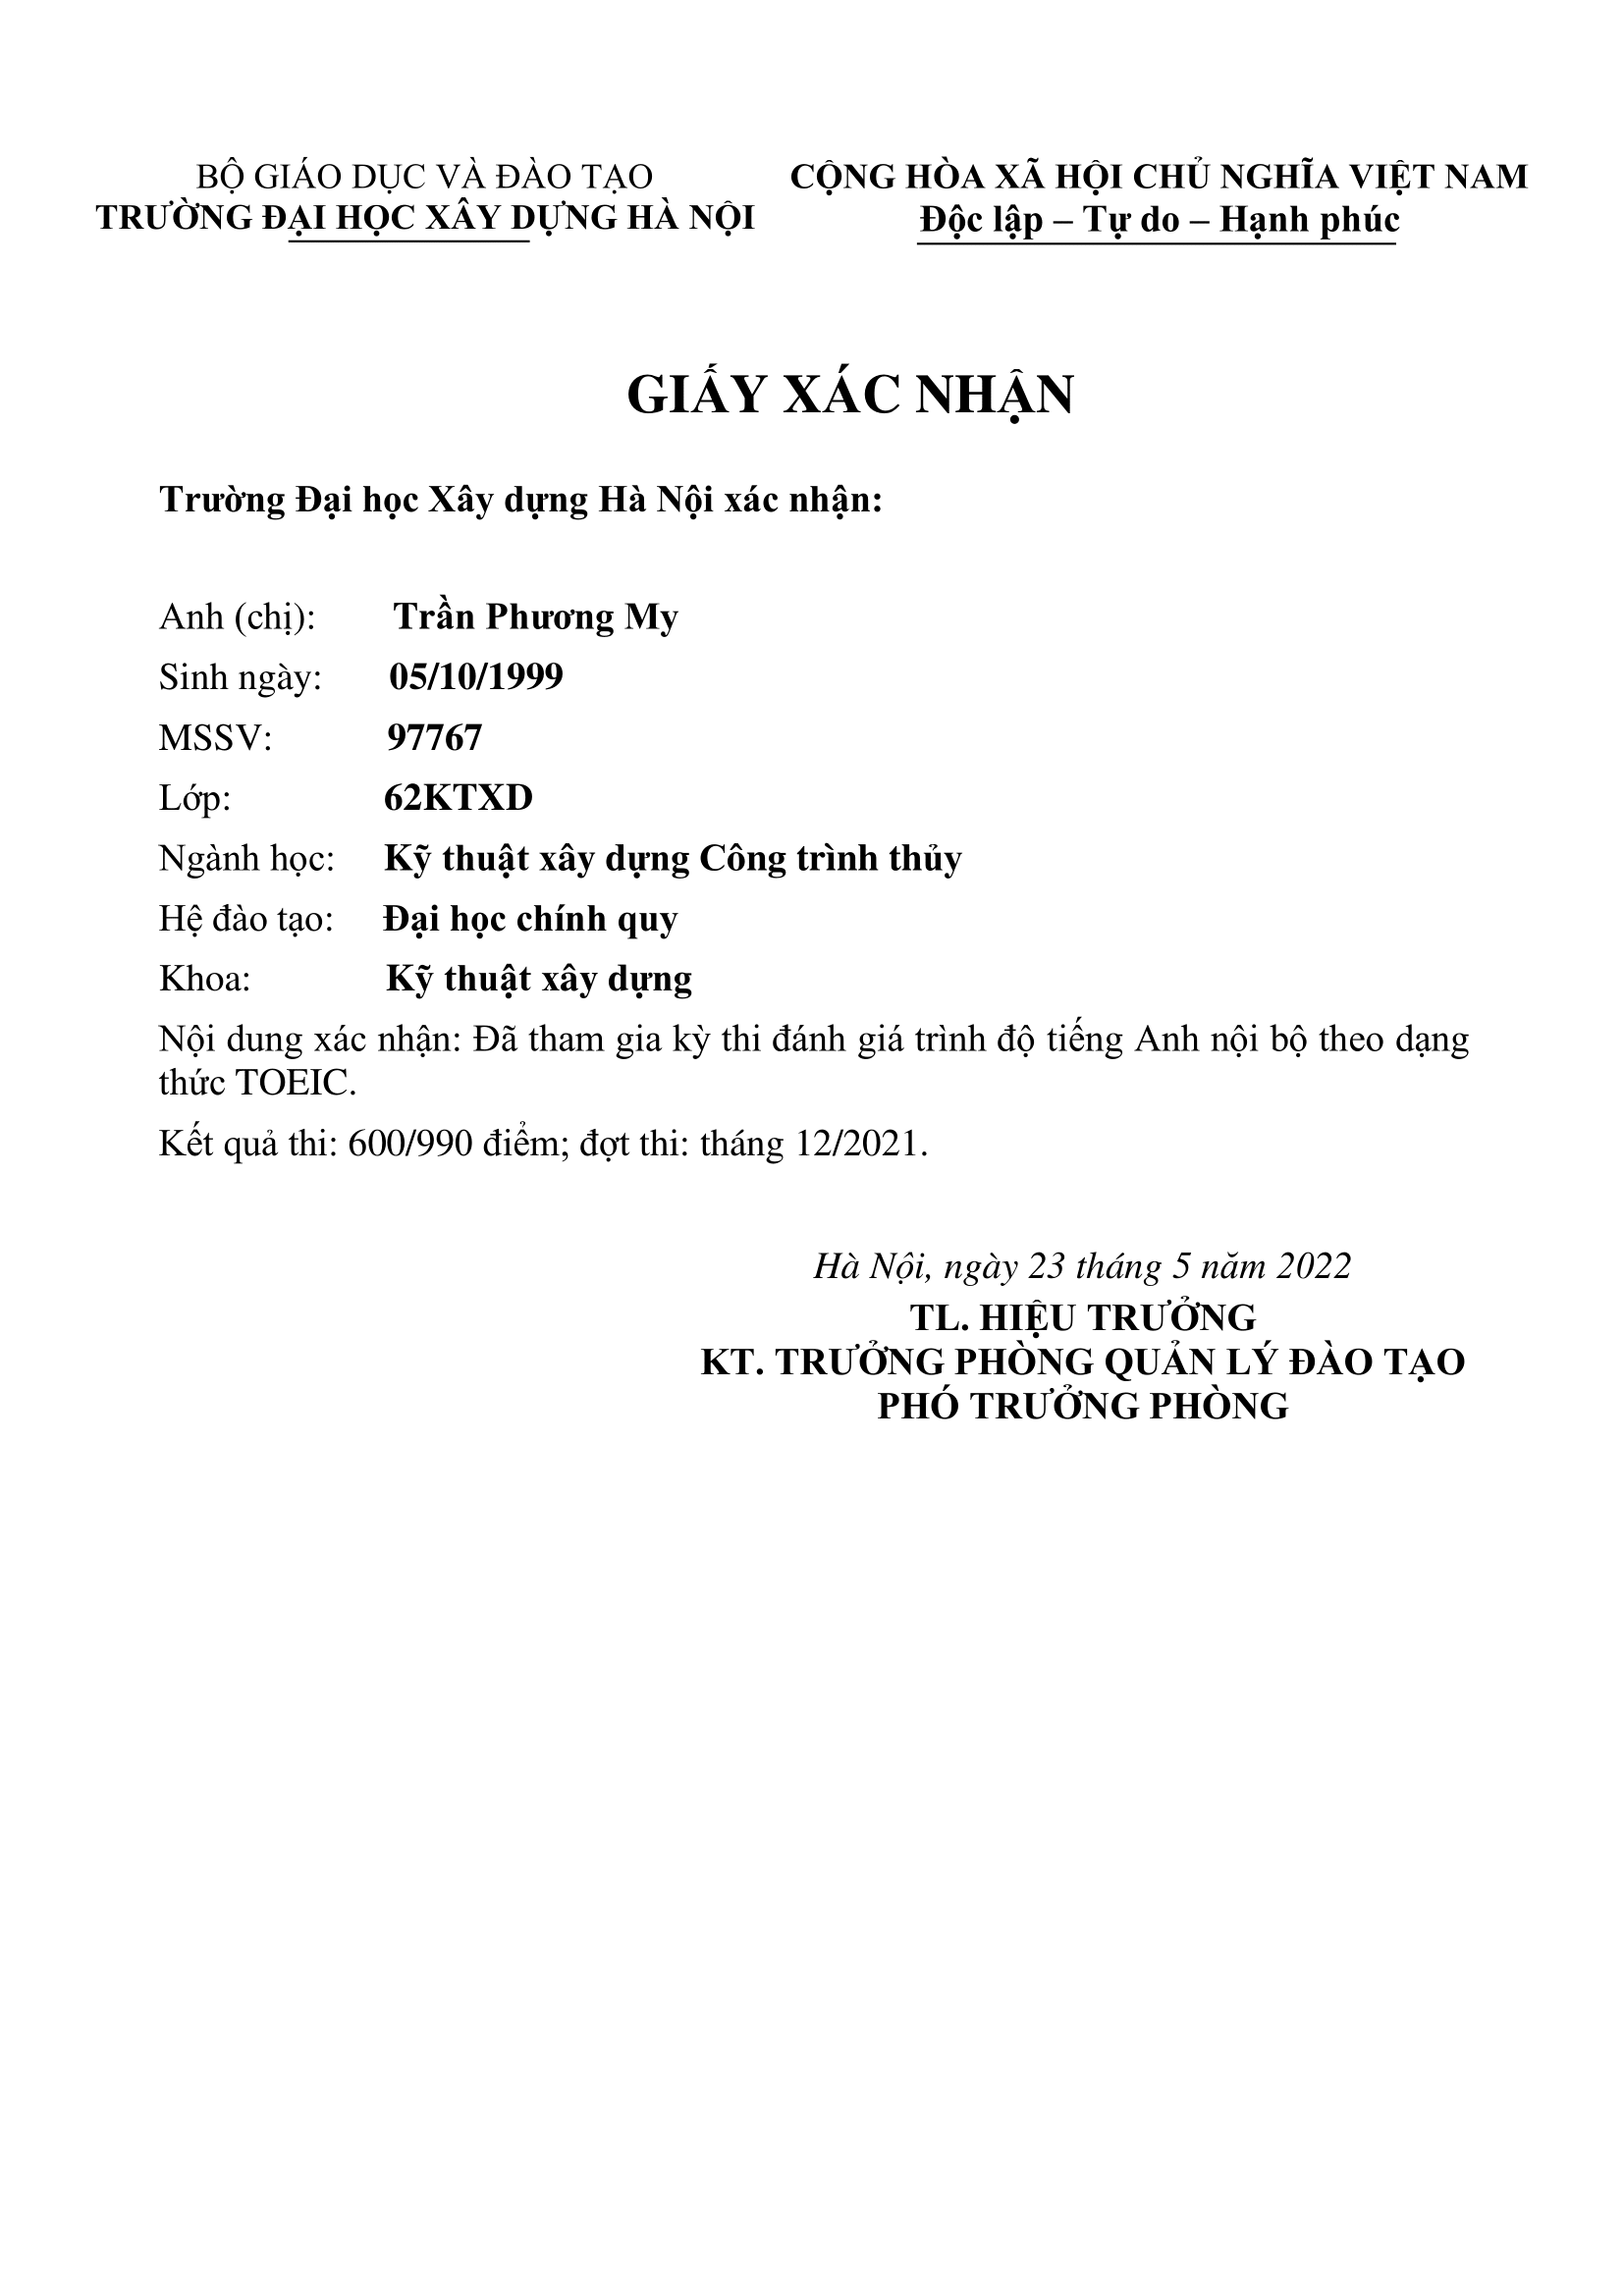 BỘ GIÁO DỤC VÀ ĐÀO TẠO
TRƯỜNG ĐẠI HỌC XÂY DỰNG HÀ NỘI
CỘNG HÒA XÃ HỘI CHỦ NGHĨA VIỆT NAM
Độc lập – Tự do – Hạnh phúc
GIẤY XÁC NHẬN
Trường Đại học Xây dựng Hà Nội xác nhận:
Anh (chị): Trần Phương My
Sinh ngày: 05/10/1999
MSSV: 97767
Lớp: 62KTXD
Ngành học: Kỹ thuật xây dựng Công trình thủy
Hệ đào tạo: Đại học chính quy
Khoa: Kỹ thuật xây dựng
Nội dung xác nhận: Đã tham gia kỳ thi đánh giá trình độ tiếng Anh nội bộ theo dạng
thức TOEIC.
Kết quả thi: 600/990 điểm; đợt thi: tháng 12/2021.
Hà Nội, ngày 23 tháng 5 năm 2022
TL. HIỆU TRƯỞNG
KT. TRƯỞNG PHÒNG QUẢN LÝ ĐÀO TẠO
PHÓ TRƯỞNG PHÒNG